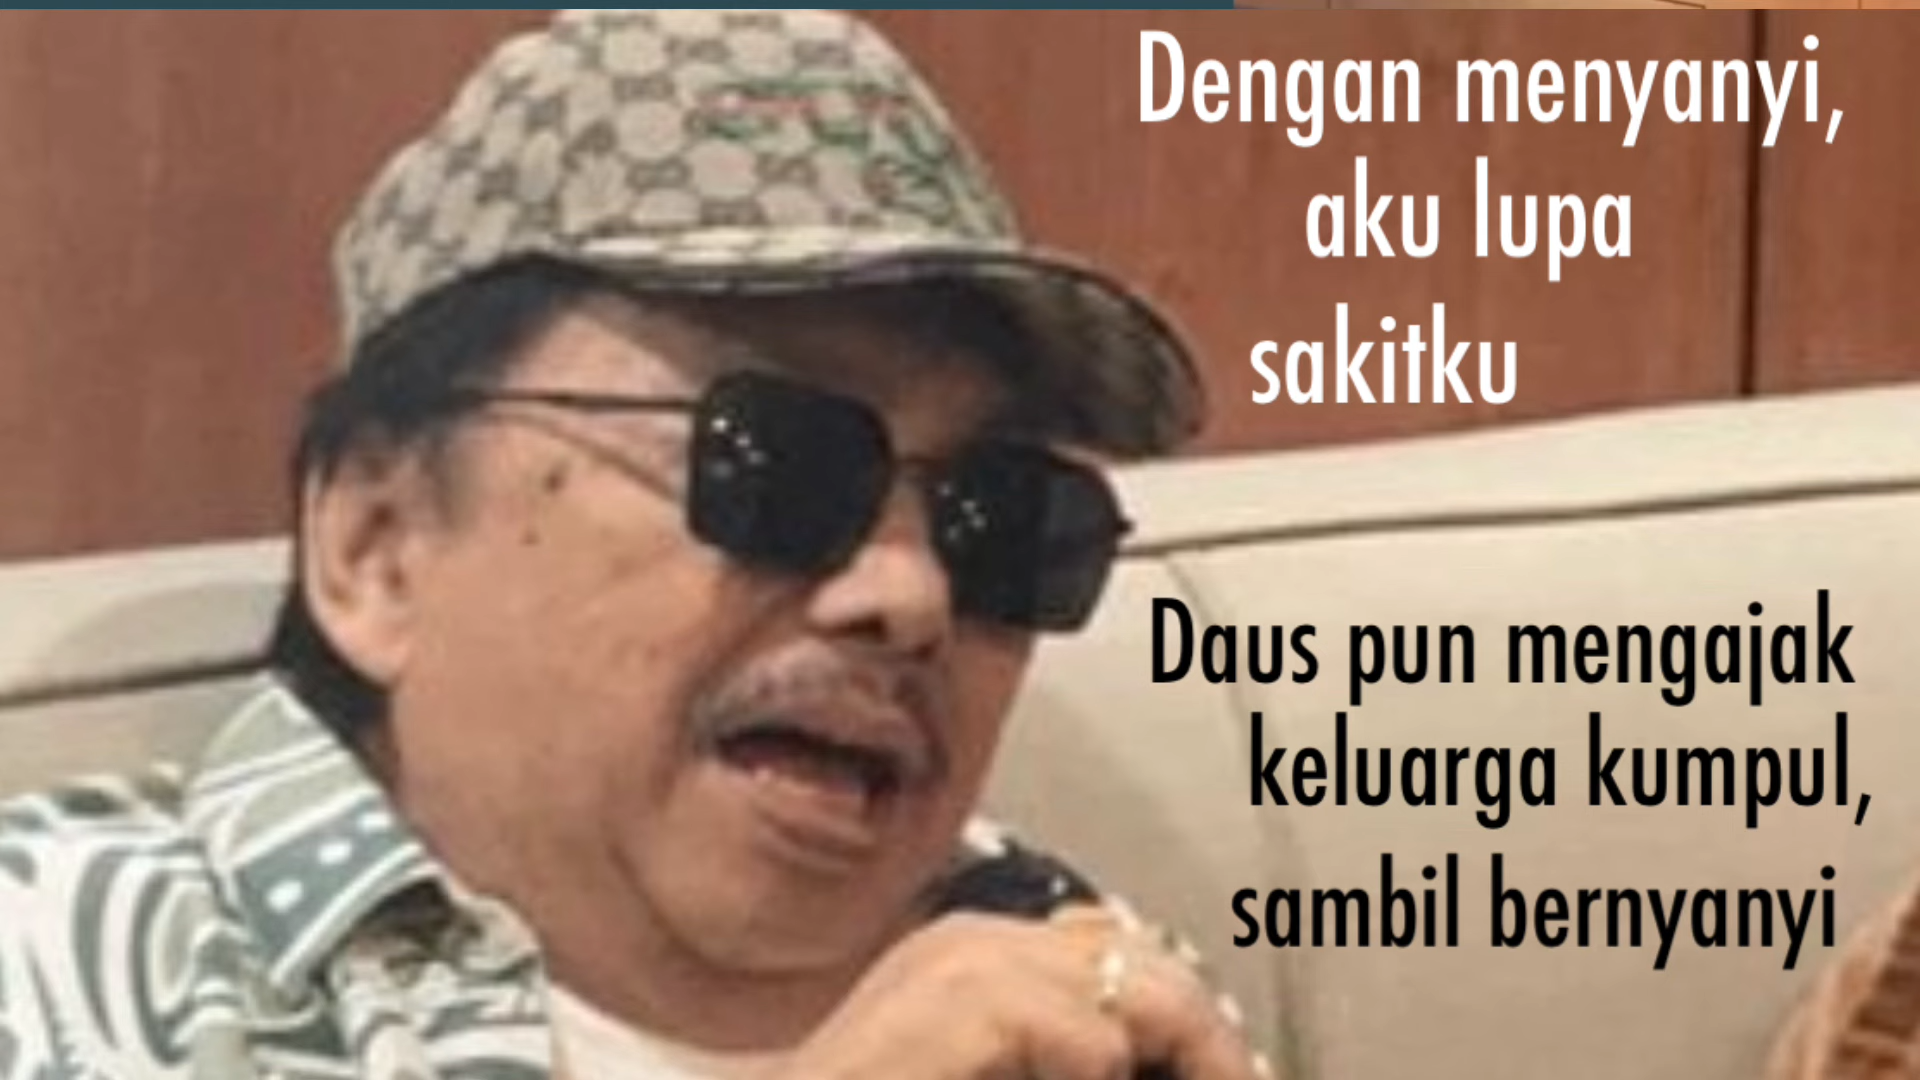 Dengan menyanyi,
aku lupa
sakitku
Daus pun mengajak
keluarga kumpul,
sambil bernyanyi